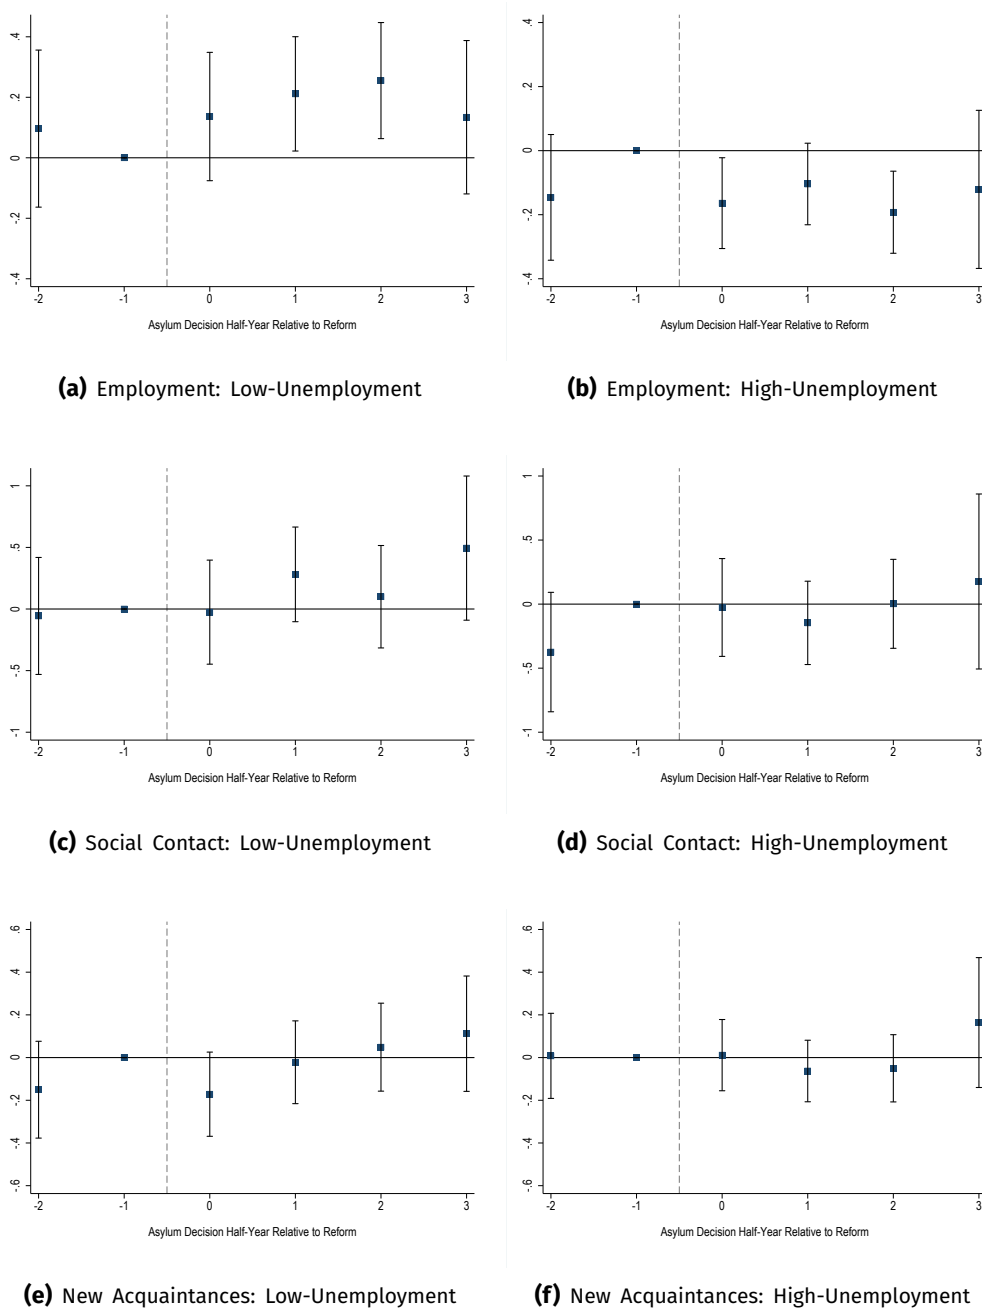 .4
.2
0
-.2
-.4
-2 -1 0 1 2 3
Asylum Decision Half-Year Relative to Reform
(a) Employment: Low-Unemployment
.4
.2
0
-.2
-.4
-2 -1 0 1 2 3
Asylum Decision Half-Year Relative to Reform
(b) Employment: High-Unemployment
1
.5
0
-.5
-1
-2 -1 0 1 2 3
Asylum Decision Half-Year Relative to Reform
(c) Social Contact: Low-Unemployment
1
.5
0
-.5
-1
-2 -1 0 1 2 3
Asylum Decision Half-Year Relative to Reform
(d) Social Contact: High-Unemployment
.6
.4
.2
0
-.2
-.4
-.6
-2 -1 0 1 2 3
Asylum Decision Half-Year Relative to Reform
(e) New Acquaintances: Low-Unemployment
.6
.4
.2
0
-.2
-.4
-.6
-2 -1 0 1 2 3
Asylum Decision Half-Year Relative to Reform
(f) New Acquaintances: High-Unemployment